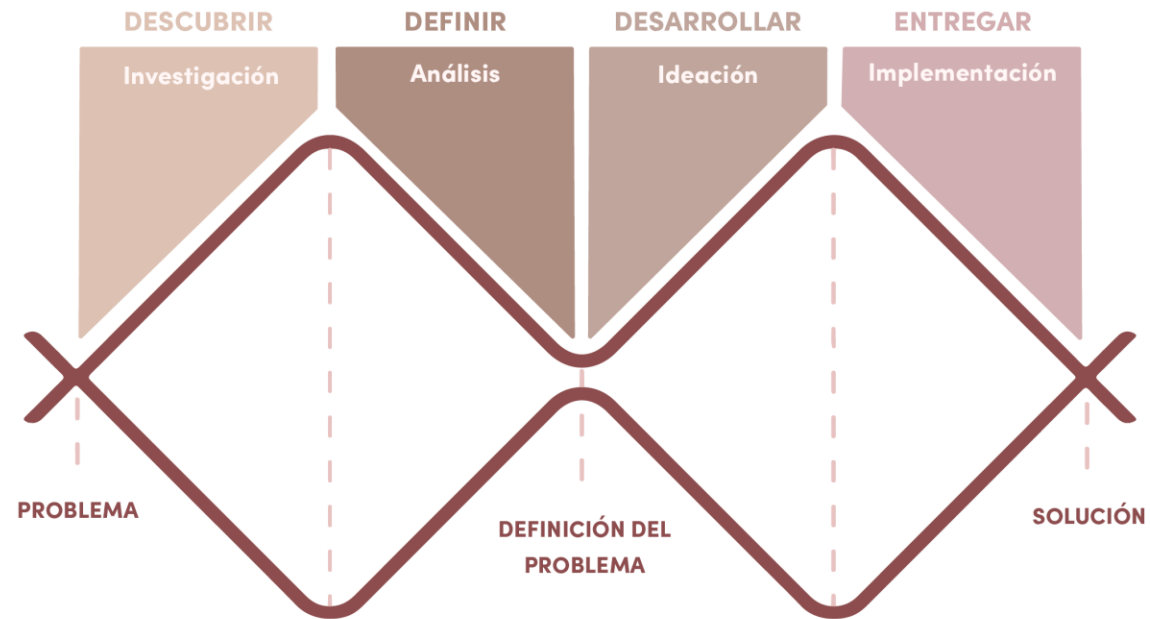 DESCUBRIR
DEFINIR
DESARROLLAR
ENTREGAR
Investigación
Análisis
Ideación
Implementación
PROBLEMA
DEFINICIÓN DEL
PROBLEMA
SOLUCIÓN